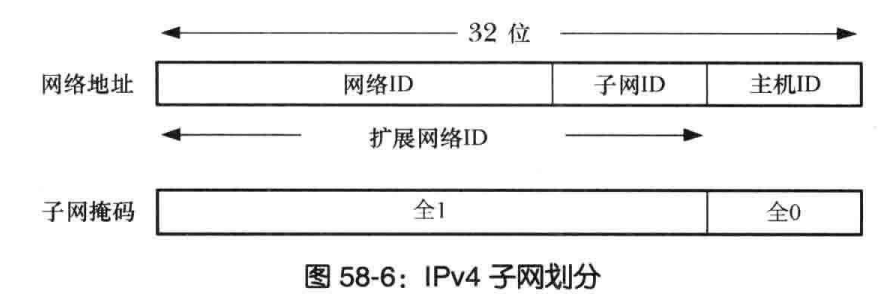 32 位
网络地址 网络ID 子网ID 主机ID
扩展网络ID
子网掩码 全1 全0
图 58-6：IPv4 子网划分